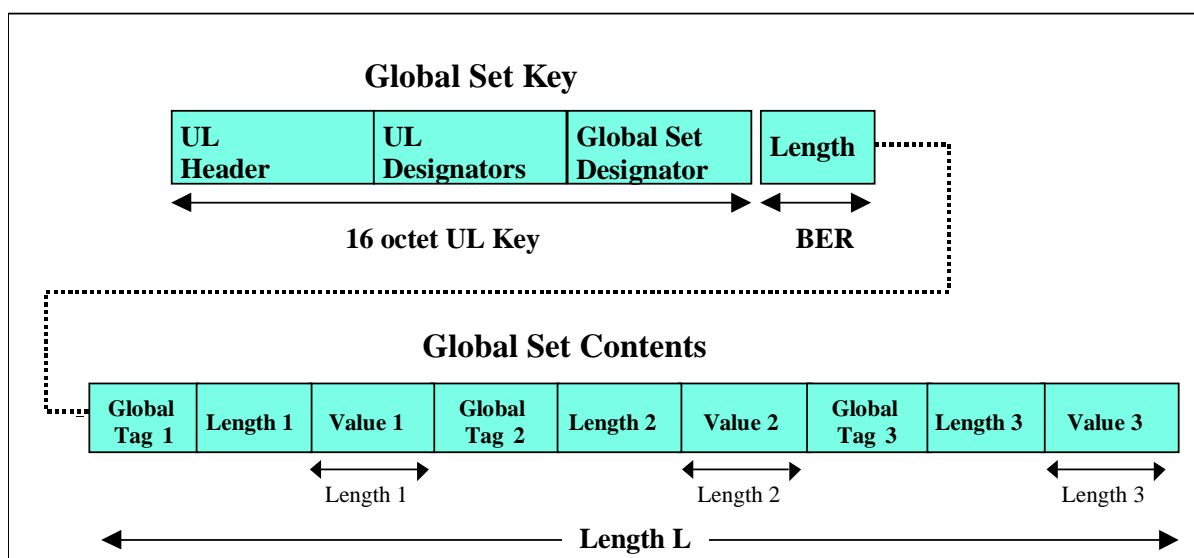 Global Set Key
UL Header
UL Designators
Global Set Designator
Length
16 octet UL Key
BER
Global Set Contents
Global Tag 1
Length 1
Value 1
Global Tag 2
Length 2
Value 2
Global Tag 3
Length 3
Value 3
Length 1
Length 2
Length 3
Length L